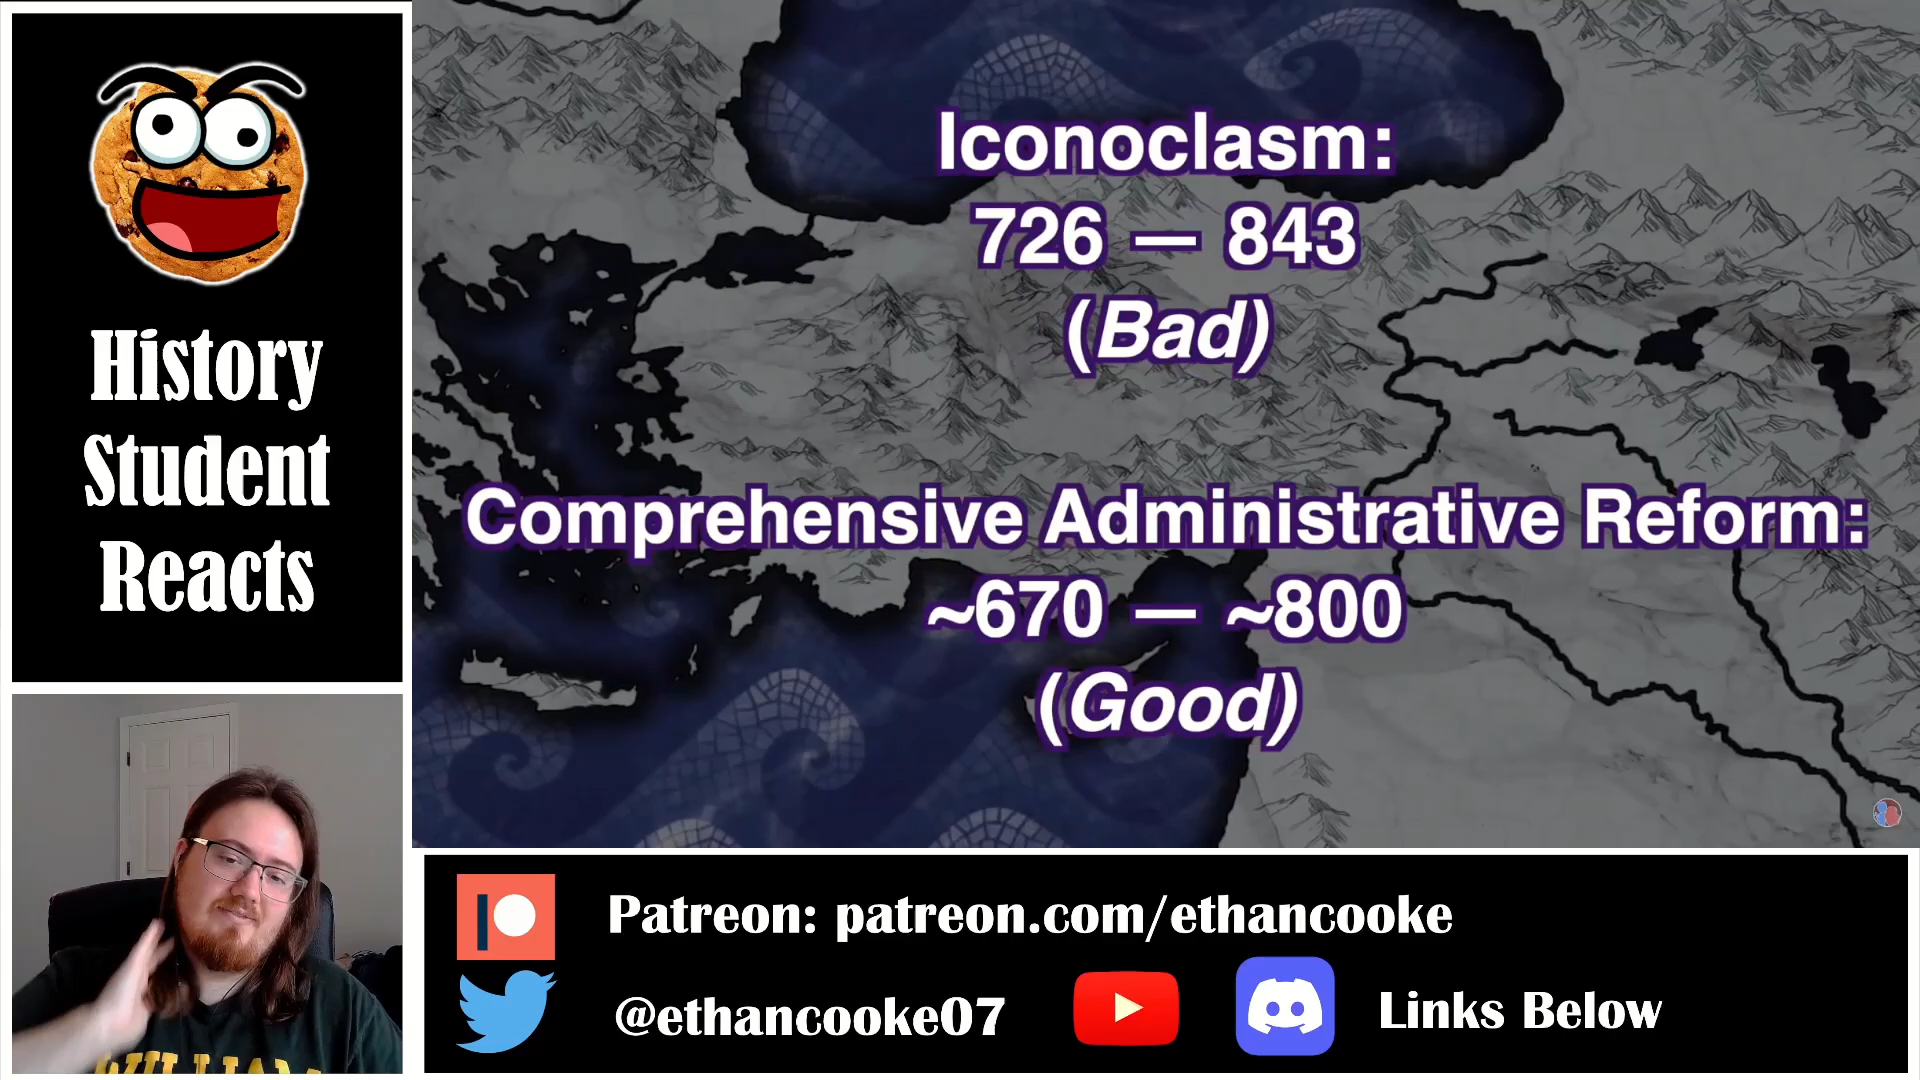 History
Student
Reacts
Iconoclasm:
726 — 843
(Bad)
Comprehensive Administrative Reform:
~670 — ~800
(Good)
Patreon: patreon.com/ethancooke
@ethancooke07
Links Below